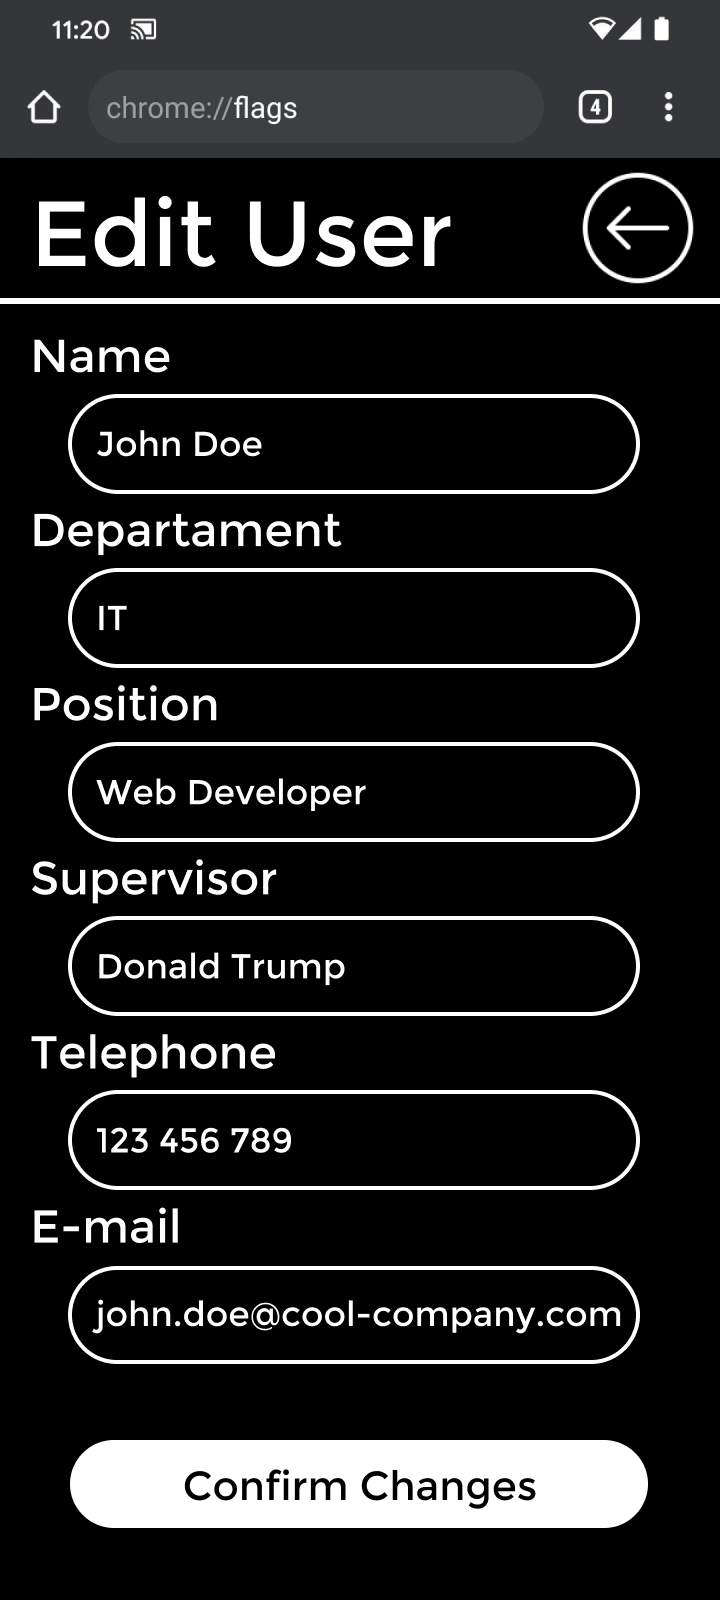 11:20
chrome://flags
4
Edit User
Name
John Doe
Departament
IT
Position
Web Developer
Supervisor
Donald Trump
Telephone
123 456 789
E-mail
john.doe@cool-company.com
Confirm Changes